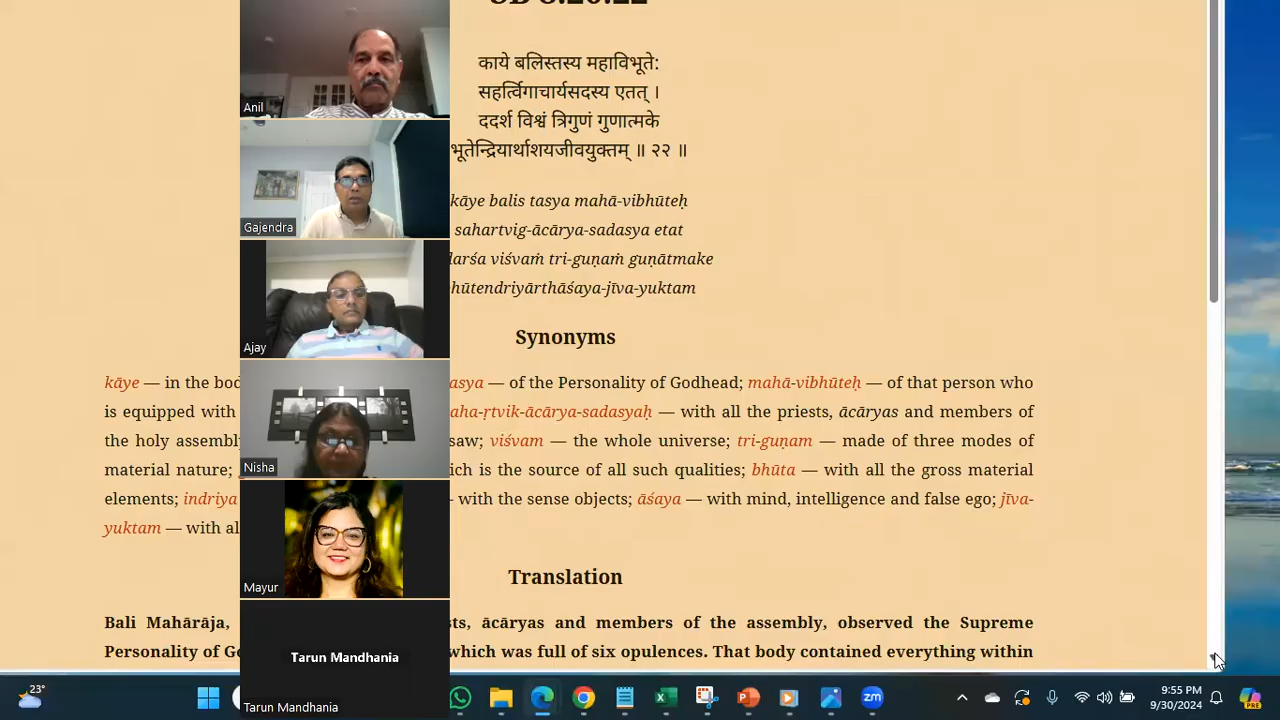 काये बलिस्तस्य महाविभूते:
सहर्त्विगाचार्यसदस्य एतत् ।
ददर्श विश्वं त्रिगुणं गुणात्मके
भूतेन्द्रियार्थाशयजीवयुक्तम् ॥ २२ ॥
kāye balis tasya mahā-vibhūteḥ
sahartvig-ācārya-sadasya etat
darśa viśvaṁ tri-guṇaṁ guṇātmake
hūtendriyārthāśaya-jīva-yuktam
Synonyms
kāye — in the bod asya — of the Personality of Godhead; mahā-vibhūteḥ — of that person who
is equipped with aha-ṛtvik-ācārya-sadasyaḥ — with all the priests, ācāryas and members of
the holy assembl saw; viśvam — the whole universe; tri-guṇam — made of three modes of
material nature; ich is the source of all such qualities; bhūta — with all the gross material
elements; indriya — with the sense objects; āśaya — with mind, intelligence and false ego; jīva-
yuktam — with al
Translation
Bali Mahārāja, sts, ācāryas and members of the assembly, observed the Supreme
Personality of Go which was full of six opulences. That body contained everything within
Anil
Gajendra
Ajay
Nisha
Mayur
Tarun Mandhania
Tarun Mandhania
23°
zm
9:55 PM
9/30/2024
PRE